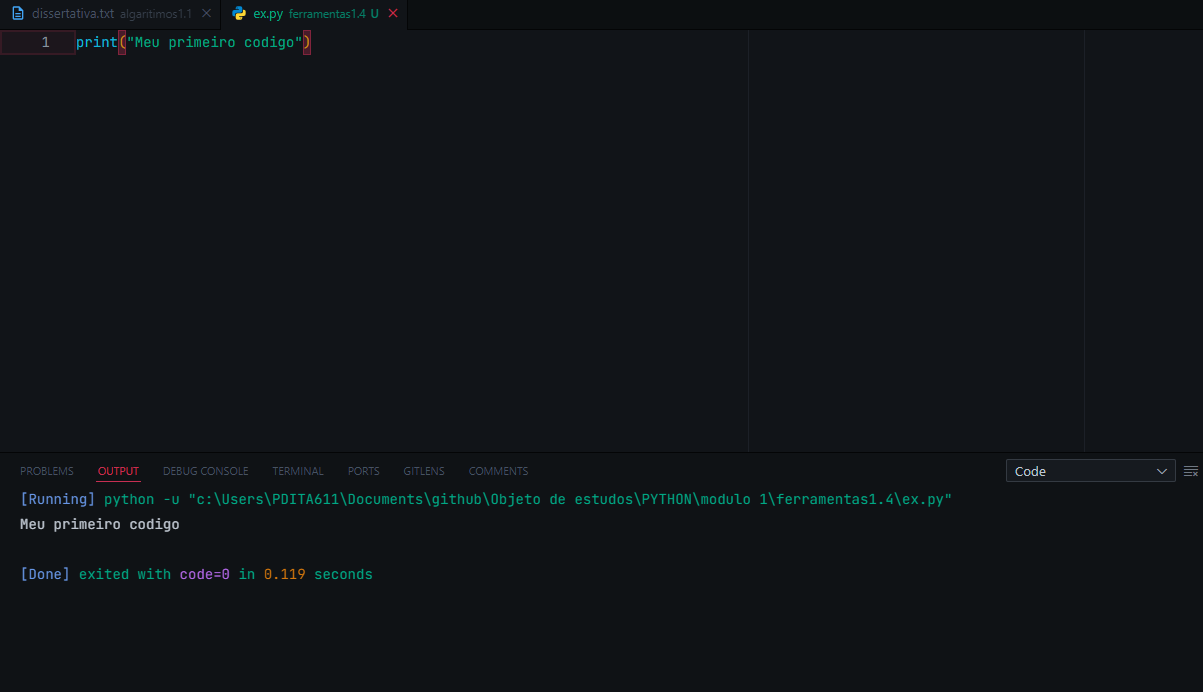 dissertativa.txt algaritimos1.1 ex.py ferramentas1.4 U
1 print("Meu primeiro codigo")
PROBLEMS OUTPUT DEBUG CONSOLE TERMINAL PORTS GITLENS COMMENTS Code
[Running] python -u "c:\Users\PDITA611\Documents\github\Objeto de estudos\PYTHON\modulo 1\ferramentas1.4\ex.py"
Meu primeiro codigo
[Done] exited with code=0 in 0.119 seconds